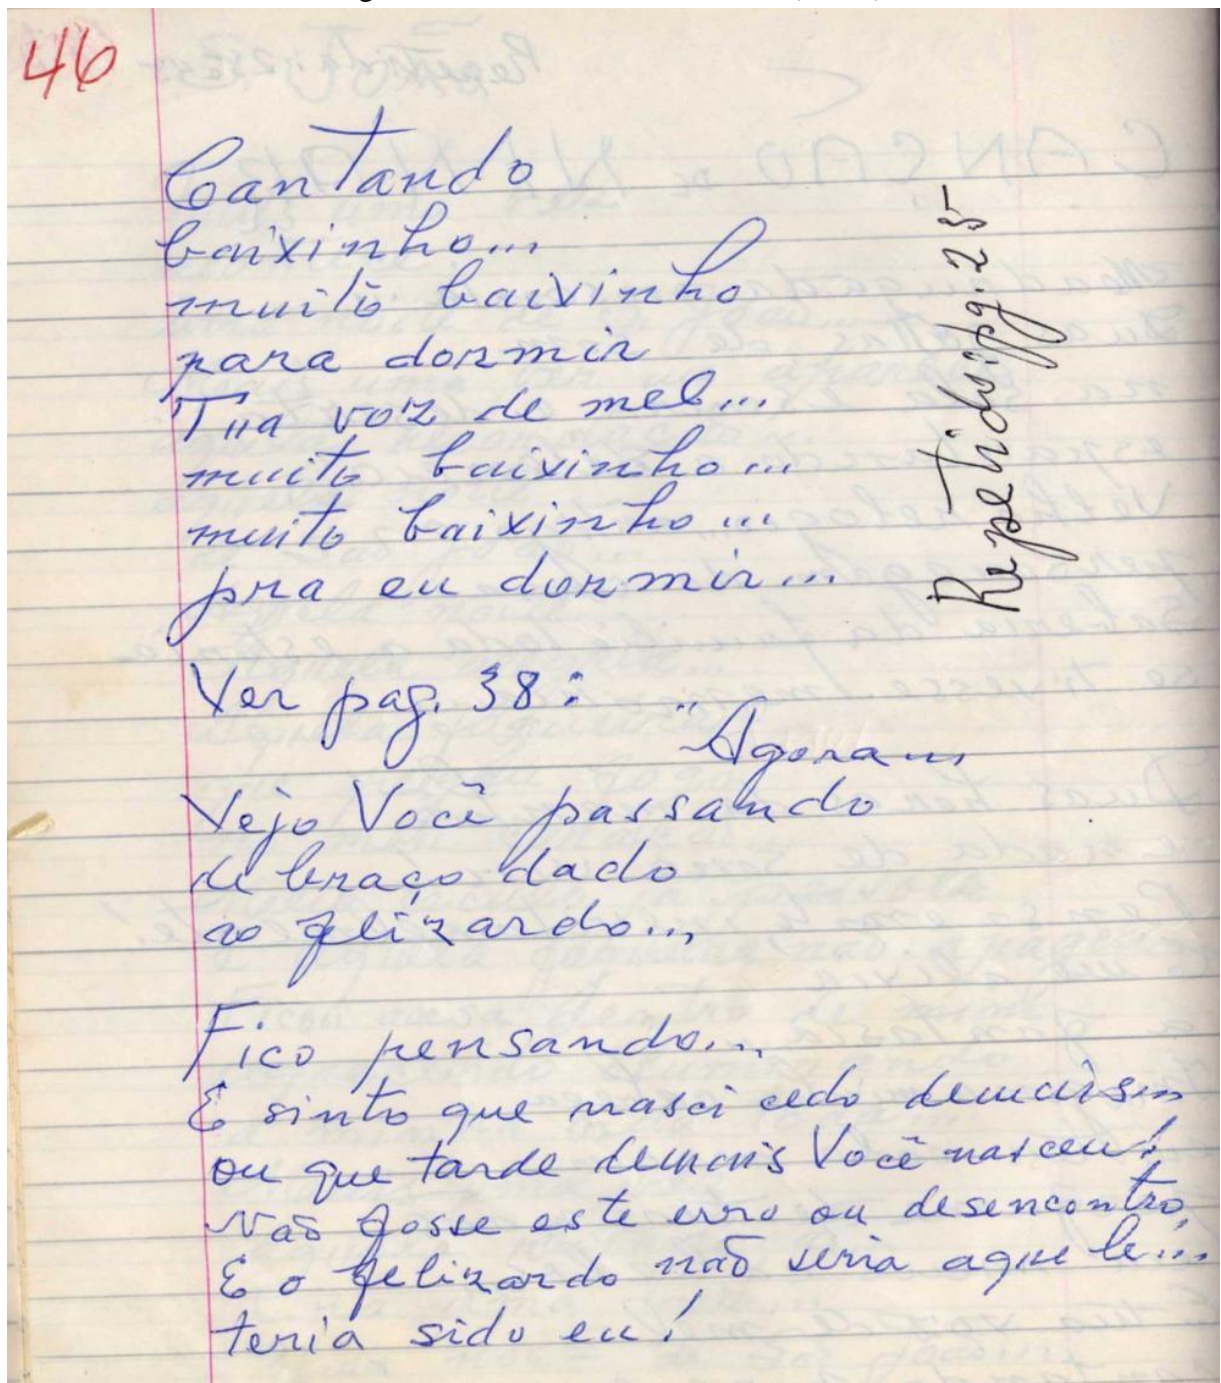 46
Cantando
baixinho...
muito baixinho
para dormir
Tua voz de mel...
muito baixinho...
muito baixinho...
pra eu dormir...
Repetido: pg. 25
Ver pag. 38:
"Agora...
Vejo Você passando
de braço dado
ao felizardo...
Fico pensando...
E sinto que nasci cedo demais...
ou que tarde demais Você nasceu!
Não fosse este erro ou desencontro,
E o felizardo não seria aquele...
teria sido eu!